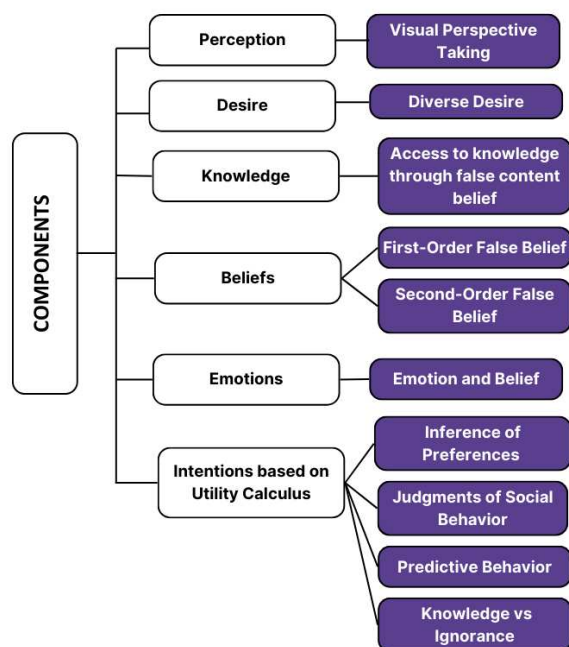 COMPONENTS
Perception
Visual Perspective
Taking
Desire
Diverse Desire
Knowledge
Access to knowledge
through false content
belief
Beliefs
First-Order False Belief
Second-Order False
Belief
Emotions
Emotion and Belief
Intentions based on
Utility Calculus
Inference of
Preferences
Judgments of Social
Behavior
Predictive Behavior
Knowledge vs
Ignorance